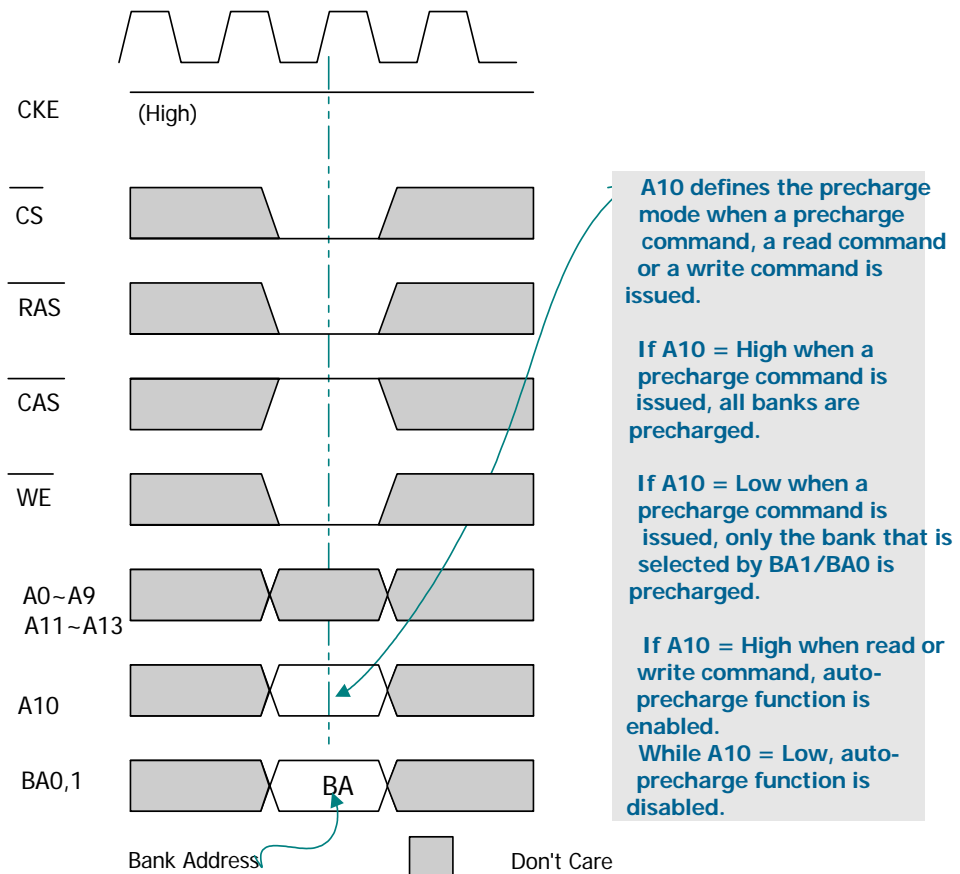 CKE
(High)
CS
RAS
CAS
WE
A0~A9
A11~A13
A10
BA0,1
BA
Bank Address
Don't Care
A10 defines the precharge
mode when a precharge
command, a read command
or a write command is
issued.
If A10 = High when a
precharge command is
issued, all banks are
precharged.
If A10 = Low when a
precharge command is
issued, only the bank that is
selected by BA1/BA0 is
precharged.
If A10 = High when read or
write command, auto-
precharge function is
enabled.
While A10 = Low, auto-
precharge function is
disabled.